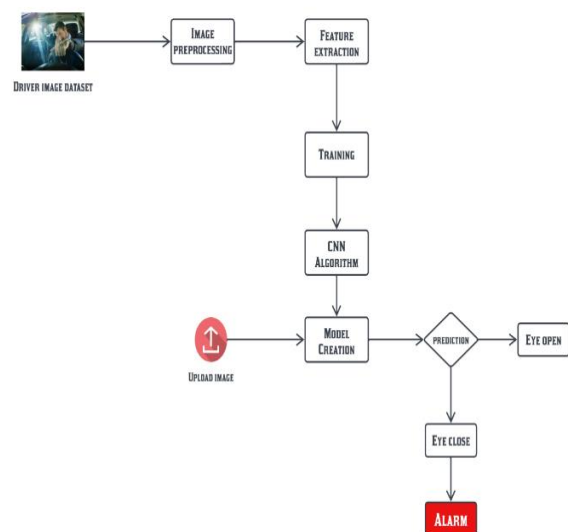 Image
preprocessing
Feature
extraction
Driver image dataset
Training
CNN
Algorithm
Model
Creation
prediction
Eye open
Upload image
Eye close
Alarm